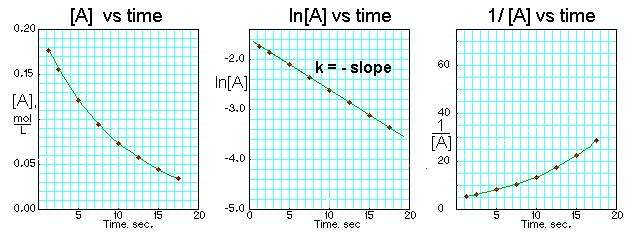 [A] vs time
0.20
0.15
[A],
mol
L
0.05
0.00
0
5
10
15
20
Time. sec,
ln[A] vs time
k = - slope
-2.0
ln[A]
-3.0
-4.0
-5.0
0
5
10
15
20
Time. sec,
1/ [A] vs time
60
40
1
[A]
20
0
0
5
10
15
20
Time. sec,